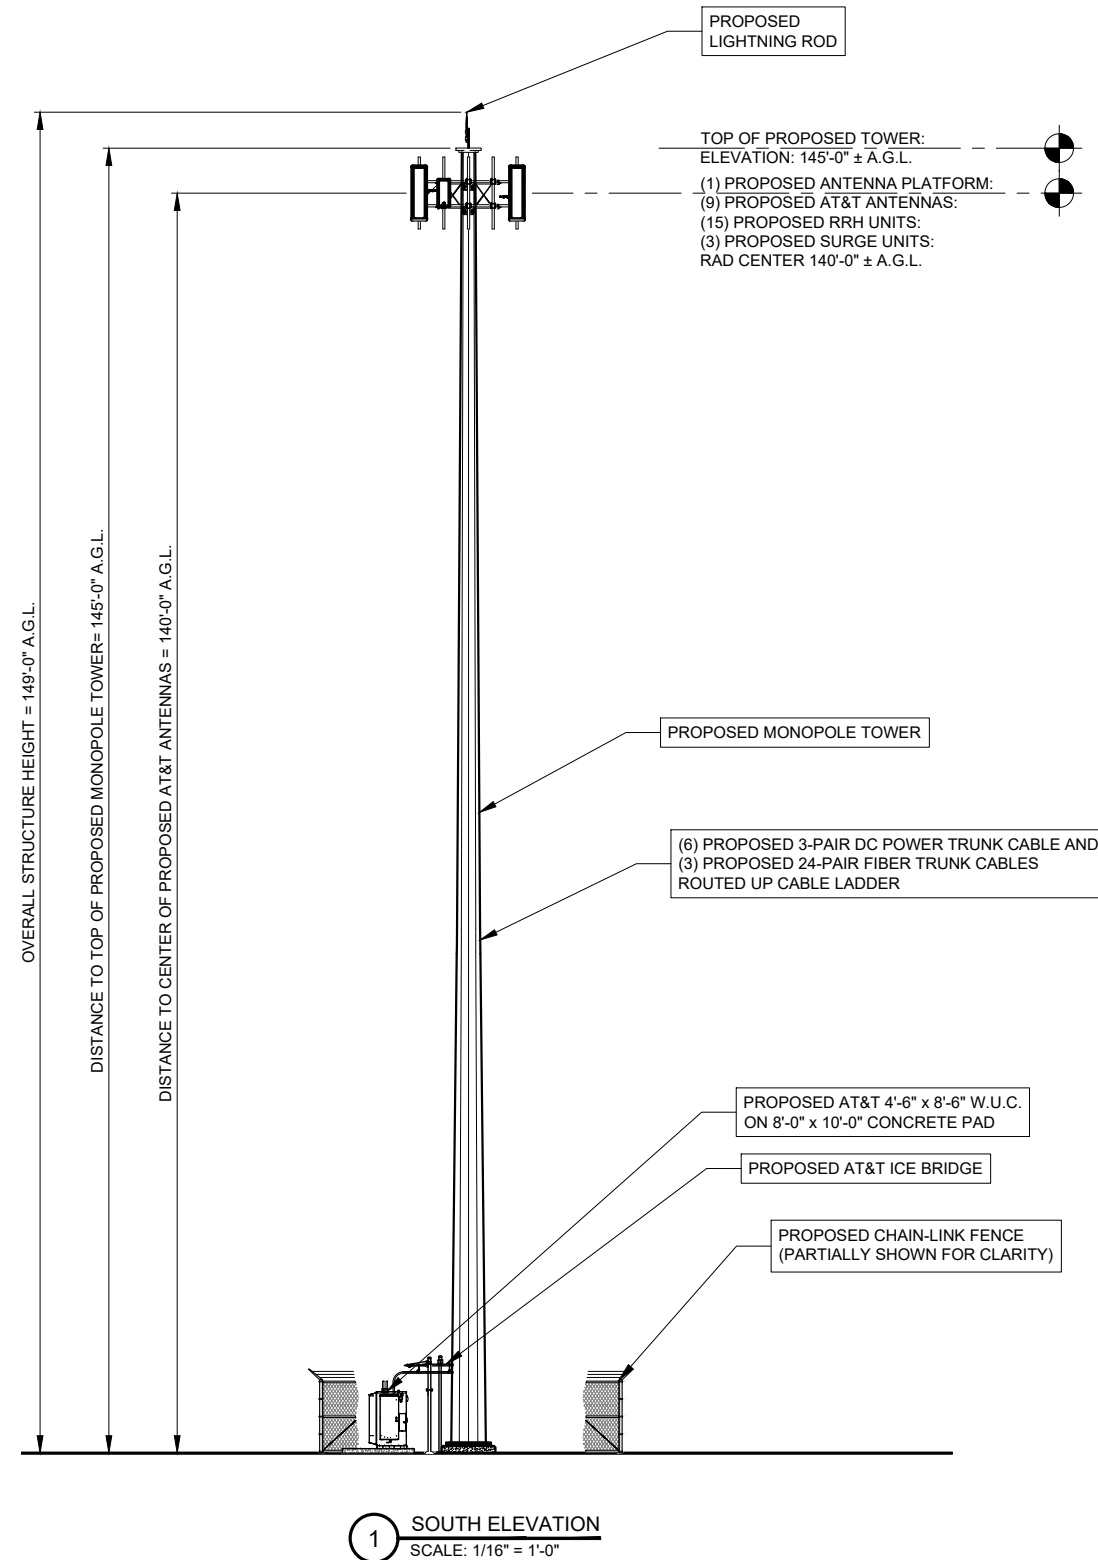 PROPOSED
LIGHTNING ROD
TOP OF PROPOSED TOWER:
ELEVATION: 145'-0" ± A.G.L.
(1) PROPOSED ANTENNA PLATFORM:
(9) PROPOSED AT&T ANTENNAS:
(15) PROPOSED RRH UNITS:
(3) PROPOSED SURGE UNITS:
RAD CENTER 140'-0" ± A.G.L.
OVERALL STRUCTURE HEIGHT = 149'-0" A.G.L.
DISTANCE TO TOP OF PROPOSED MONOPOLE TOWER= 145'-0" A.G.L.
DISTANCE TO CENTER OF PROPOSED AT&T ANTENNAS = 140'-0" A.G.L.
PROPOSED MONOPOLE TOWER
(6) PROPOSED 3-PAIR DC POWER TRUNK CABLE AND
(3) PROPOSED 24-PAIR FIBER TRUNK CABLES
ROUTED UP CABLE LADDER
PROPOSED AT&T 4'-6" x 8'-6" W.U.C.
ON 8'-0" x 10'-0" CONCRETE PAD
PROPOSED AT&T ICE BRIDGE
PROPOSED CHAIN-LINK FENCE
(PARTIALLY SHOWN FOR CLARITY)
1 SOUTH ELEVATION
SCALE: 1/16" = 1'-0"